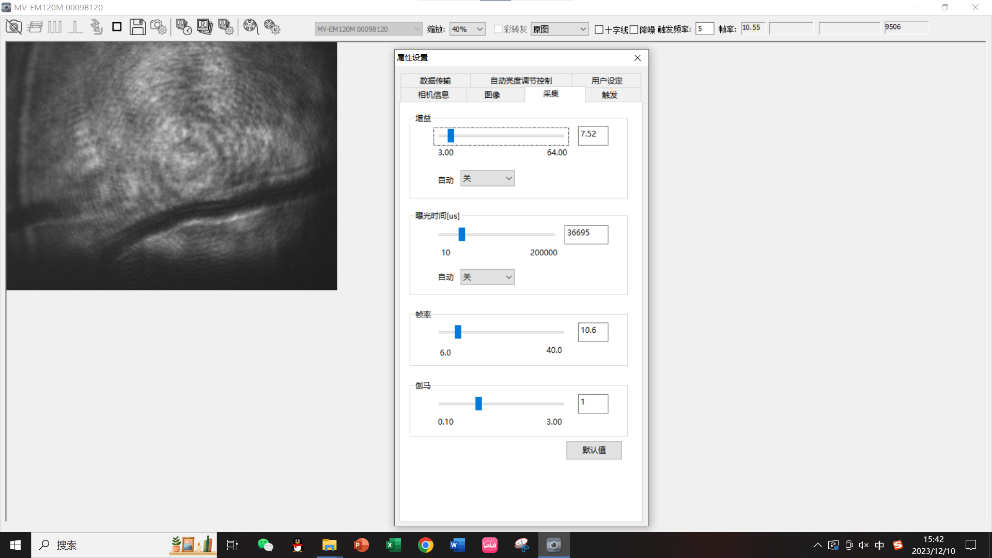 MV-EM120M 00098120
MV-EM120M 00098120 缩放: 40% 彩转灰 原图 十字线 降噪 触发频率: 5 帧率: 10.55 9506
属性设置
数据传输 自动亮度调节控制 用户设定
相机信息 图像 采集 触发
增益
7.52
3.00 64.00
自动 关
曝光时间[us]
36695
10 200000
自动 关
帧率
10.6
6.0 40.0
伽马
1
0.10 3.00
默认值
搜索
中
15:42
2023/12/10